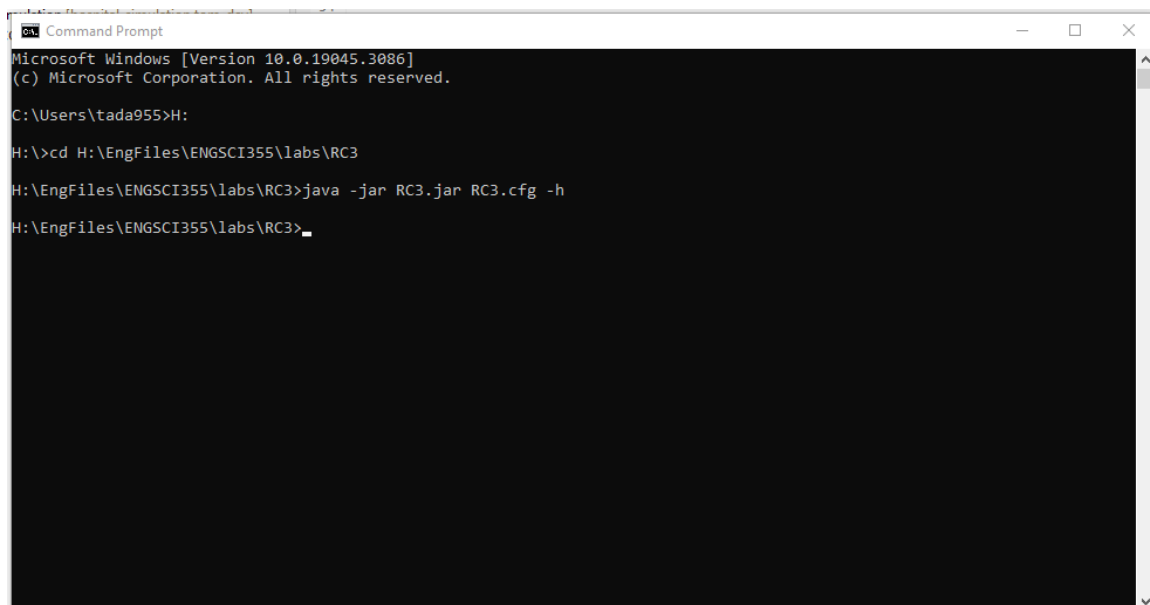 Command Prompt
Microsoft Windows [Version 10.0.19045.3086]
(c) Microsoft Corporation. All rights reserved.
C:\Users\tada955>H:
H:\>cd H:\EngFiles\ENGSCI355\labs\RC3
H:\EngFiles\ENGSCI355\labs\RC3>java -jar RC3.jar RC3.cfg -h
H:\EngFiles\ENGSCI355\labs\RC3>